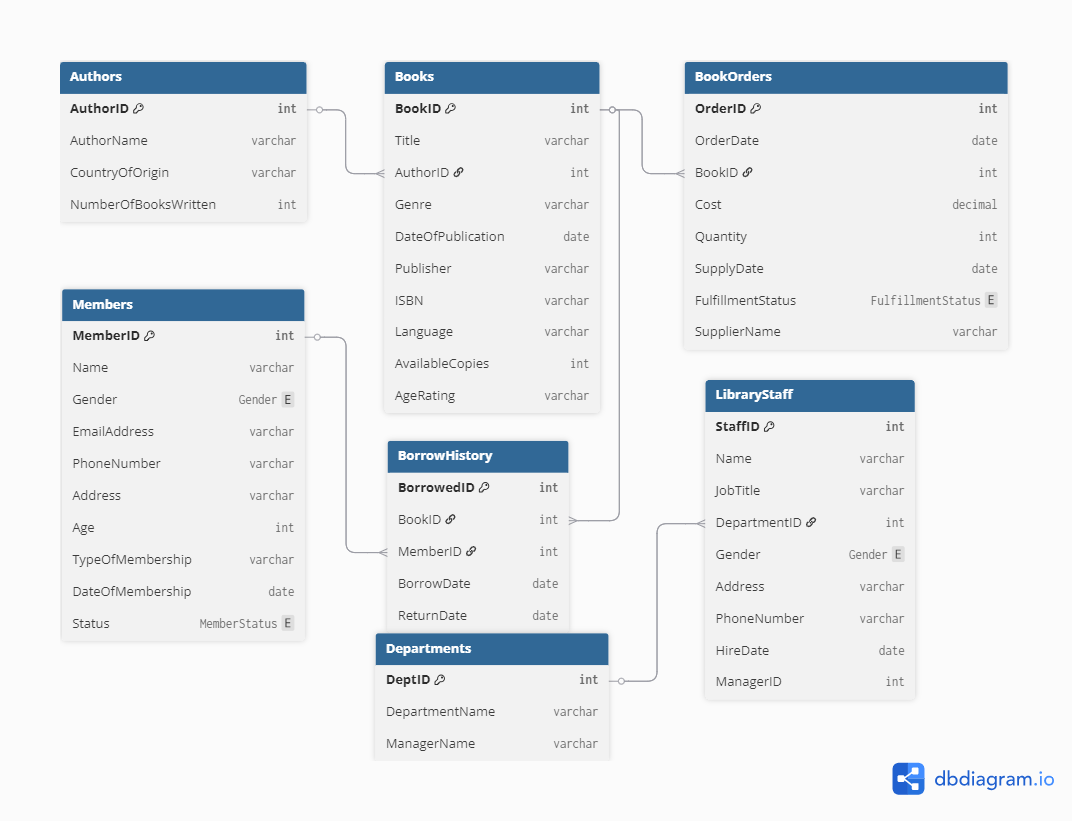 Authors
AuthorID int
AuthorName varchar
CountryOfOrigin varchar
NumberOfBooksWritten int
Books
BookID int
Title varchar
AuthorID int
Genre varchar
DateOfPublication date
Publisher varchar
ISBN varchar
Language varchar
AvailableCopies int
AgeRating varchar
BookOrders
OrderID int
OrderDate date
BookID int
Cost decimal
Quantity int
SupplyDate date
FulfillmentStatus FulfillmentStatus E
SupplierName varchar
Members
MemberID int
Name varchar
Gender Gender E
EmailAddress varchar
PhoneNumber varchar
Address varchar
Age int
TypeOfMembership varchar
DateOfMembership date
Status MemberStatus E
BorrowHistory
BorrowedID int
BookID int
MemberID int
BorrowDate date
ReturnDate date
Departments
DeptID int
DepartmentName varchar
ManagerName varchar
LibraryStaff
StaffID int
Name varchar
JobTitle varchar
DepartmentID int
Gender Gender E
Address varchar
PhoneNumber varchar
HireDate date
ManagerID int
dbdiagram.io